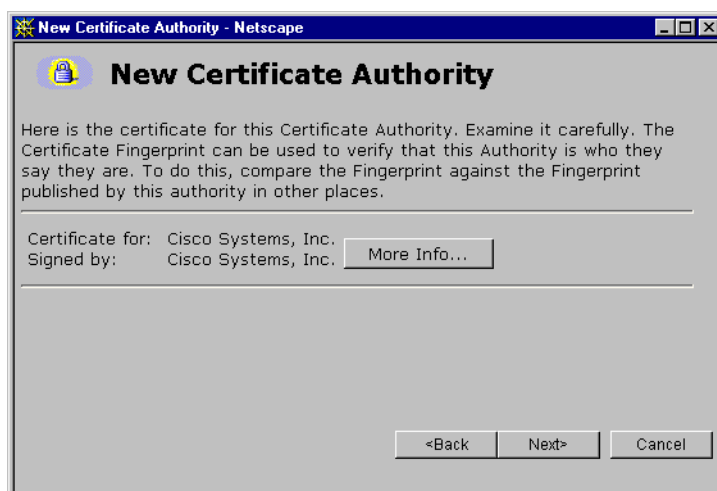 New Certificate Authority - Netscape
New Certificate Authority
Here is the certificate for this Certificate Authority. Examine it carefully. The
Certificate Fingerprint can be used to verify that this Authority is who they
say they are. To do this, compare the Fingerprint against the Fingerprint
published by this authority in other places.
Certificate for: Cisco Systems, Inc.
Signed by: Cisco Systems, Inc.
More Info...
<Back Next> Cancel